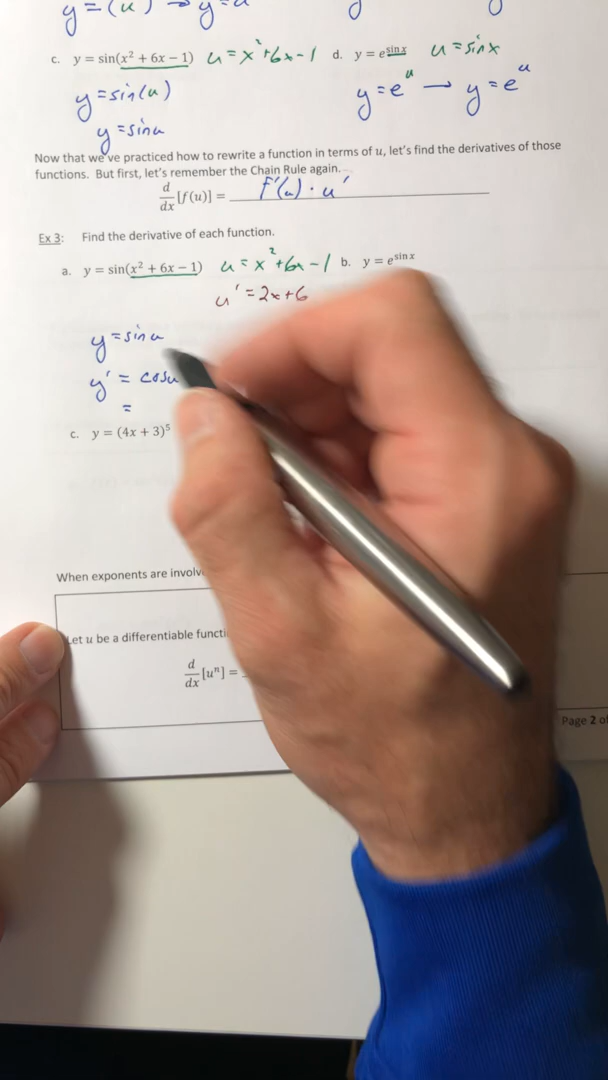 y = (u) → y = u
c. y = sin(x² + 6x − 1) u = x² + 6x − 1 d. y = e^sin x u = sin x
y = sin(u) y = e^u → y = e^u
y = sin u
Now that we've practiced how to rewrite a function in terms of u, let's find the derivatives of those
functions. But first, let's remember the Chain Rule again.
d/dx [f(u)] = f'(u) · u'
Ex 3: Find the derivative of each function.
a. y = sin(x² + 6x − 1) u = x² + 6x − 1 b. y = e^sin x
u' = 2x + 6
y = sin u
y' = cos u
=
c. y = (4x + 3)⁵
When exponents are
Let u be a differentiable
d/dx [uⁿ] =
Page 2